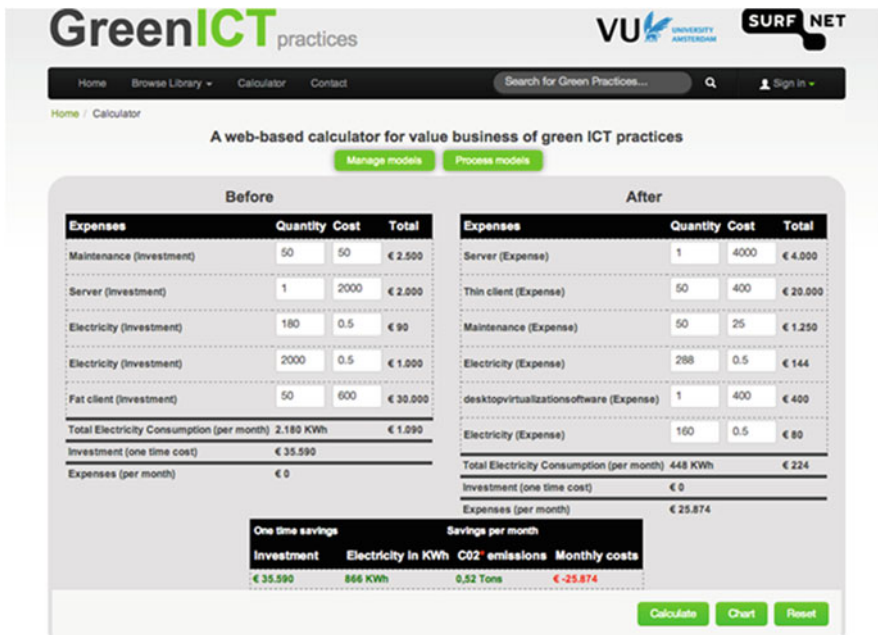 GreenICT practices
VU UNIVERSITY AMSTERDAM
SURF NET
Home Browse Library Calculator Contact Search for Green Practices... Sign in
Home / Calculator
A web-based calculator for value business of green ICT practices
Manage models Process models
Before
Expenses Quantity Cost Total
Maintenance (Investment) 50 50 € 2.500
Server (Investment) 1 2000 € 2.000
Electricity (Investment) 180 0.5 € 90
Electricity (Investment) 2000 0.5 € 1.000
Fat client (Investment) 50 600 € 30.000
Total Electricity Consumption (per month) 2.180 KWh € 1.090
Investment (one time cost) € 35.590
Expenses (per month) € 0
After
Expenses Quantity Cost Total
Server (Expense) 1 4000 € 4.000
Thin client (Expense) 50 400 € 20.000
Maintenance (Expense) 50 25 € 1.250
Electricity (Expense) 288 0.5 € 144
desktopvirtualizationsoftware (Expense) 1 400 € 400
Electricity (Expense) 160 0.5 € 80
Total Electricity Consumption (per month) 448 KWh € 224
Investment (one time cost) € 0
Expenses (per month) € 25.874
One time savings Savings per month
Investment Electricity in KWh C02* emissions Monthly costs
€ 35.590 866 KWh 0,52 Tons € -25.874
Calculate Chart Reset